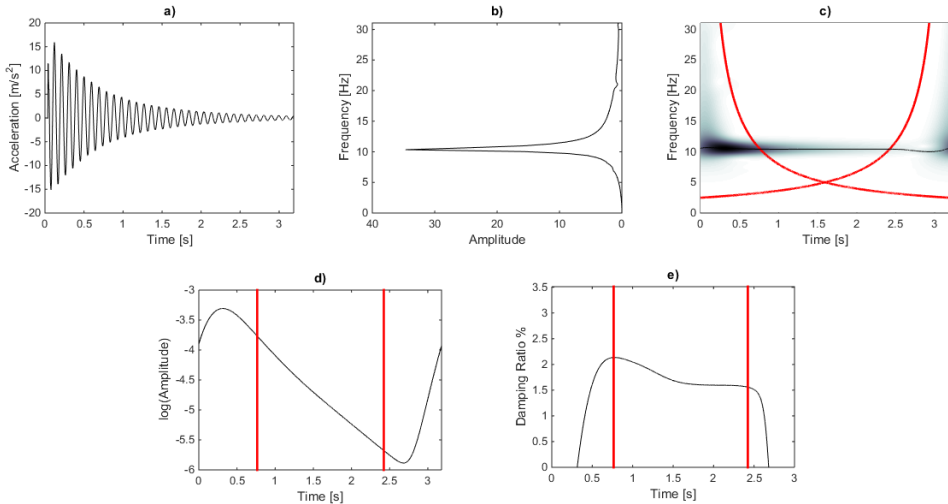 a)
20
15
10
5
0
-5
-10
-15
-20
0 0.5 1 1.5 2 2.5 3
Time [s]
Acceleration [m/s²]
b)
30
25
20
15
10
5
0
40 30 20 10 0
Amplitude
Frequency [Hz]
c)
30
25
20
15
10
5
0
0 0.5 1 1.5 2 2.5 3
Time [s]
Frequency [Hz]
d)
-3
-3.5
-4
-4.5
-5
-5.5
-6
0 0.5 1 1.5 2 2.5 3
Time [s]
log(Amplitude)
e)
3.5
3
2.5
2
1.5
1
0.5
0
0 0.5 1 1.5 2 2.5 3
Time [s]
Damping Ratio %